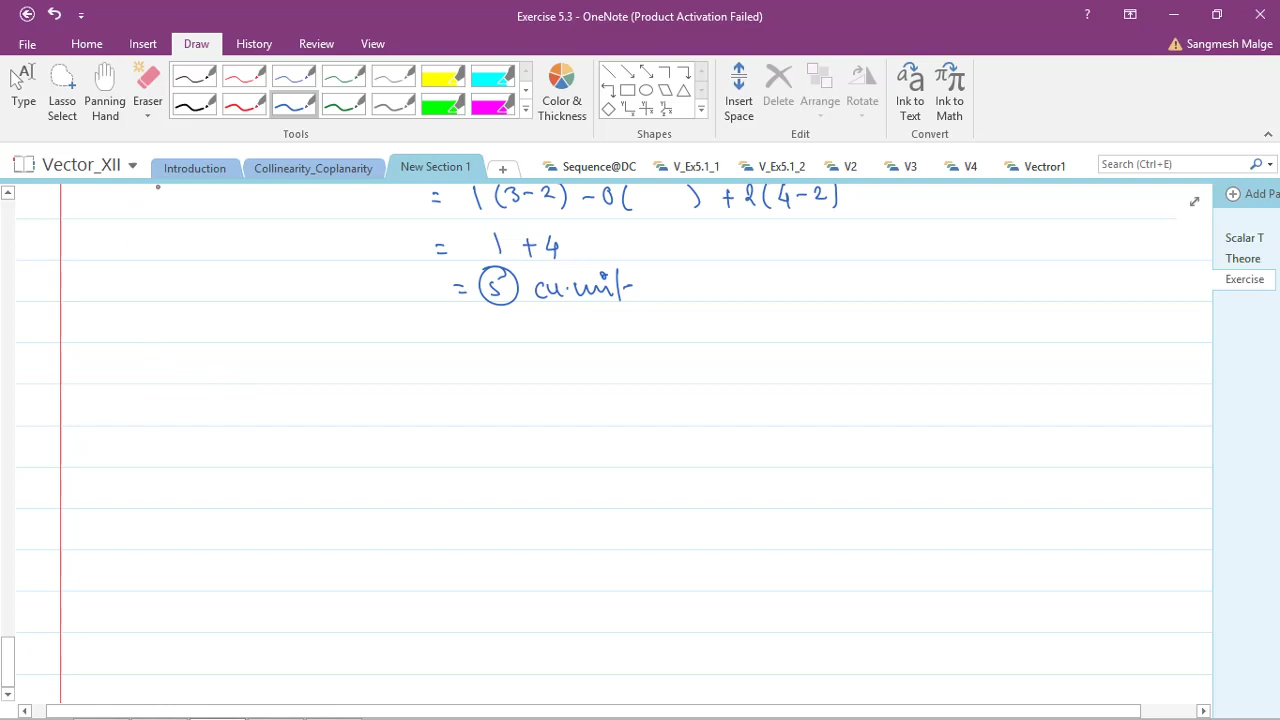 Exercise 5.3 - OneNote (Product Activation Failed)
File Home Insert Draw History Review View Sangmesh Malge
Type Lasso Select Panning Hand Eraser Color & Thickness Insert Space Delete Arrange Rotate Ink to Text Ink to Math
Tools Shapes Edit Convert
Vector_XII Introduction Collinearity_Coplanarity New Section 1 Sequence@DC V_Ex5.1_1 V_Ex5.1_2 V2 V3 V4 Vector1 Search (Ctrl+E)
Add Pa
Scalar T
Theore
Exercise
= 1(3-2) -0( ) +2(4-2)
= 1 +4
= 5 cu.unit